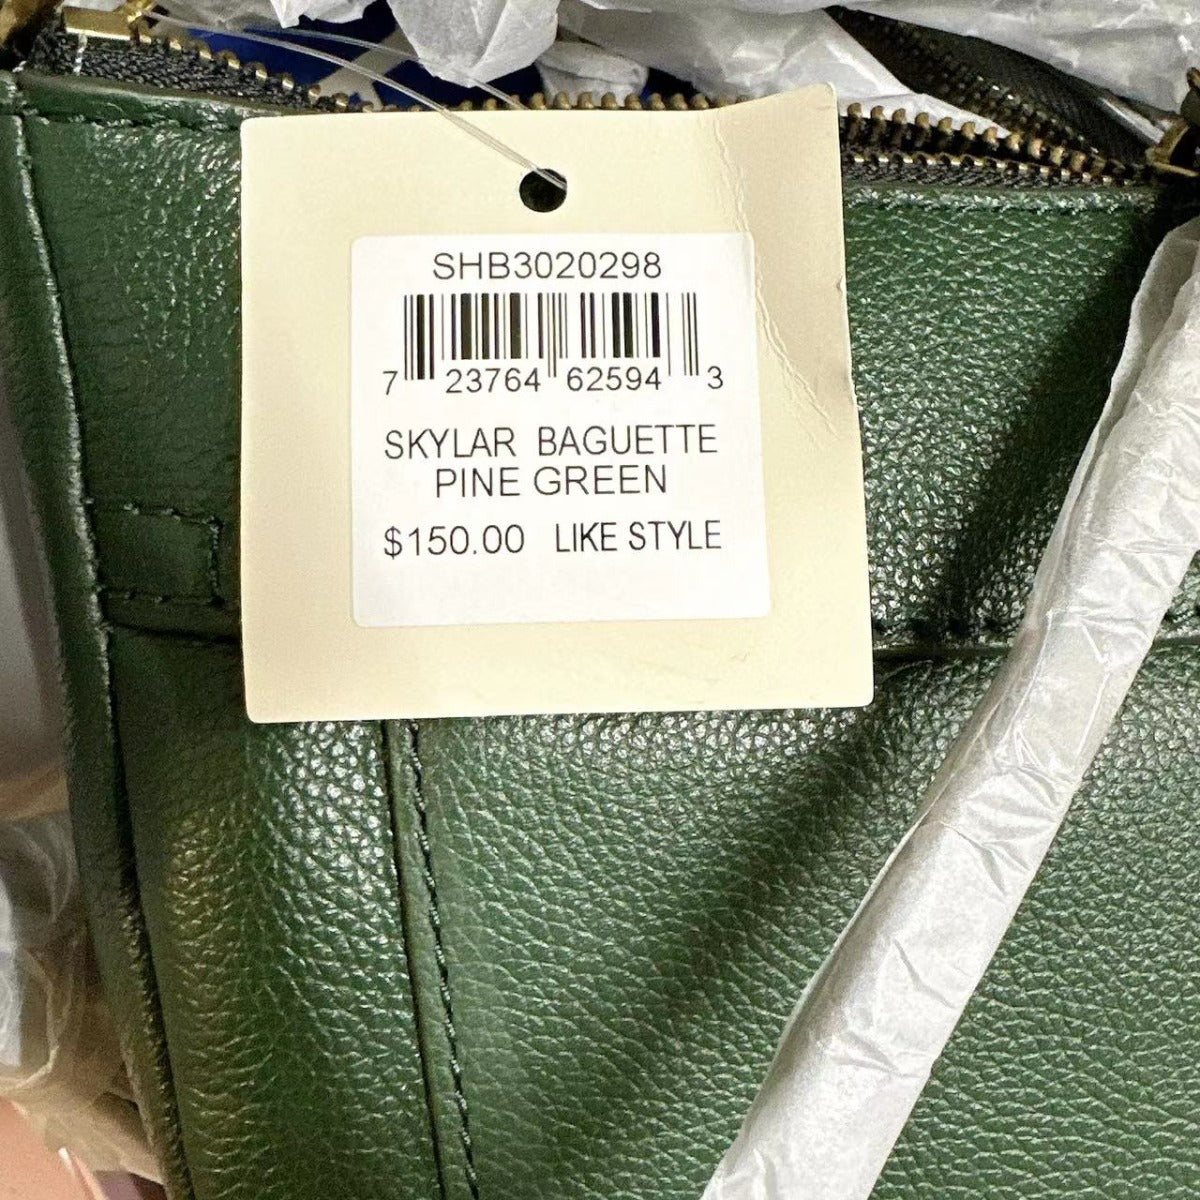 SHB3020298
7 23764 62594 3
SKYLAR BAGUETTE
PINE GREEN
$150.00 LIKE STYLE